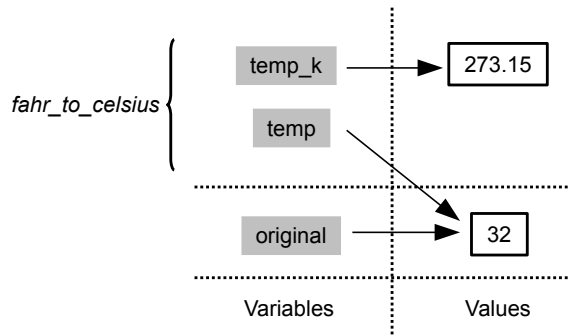 temp_k
273.15
fahr_to_celsius
temp
original
32
Variables
Values